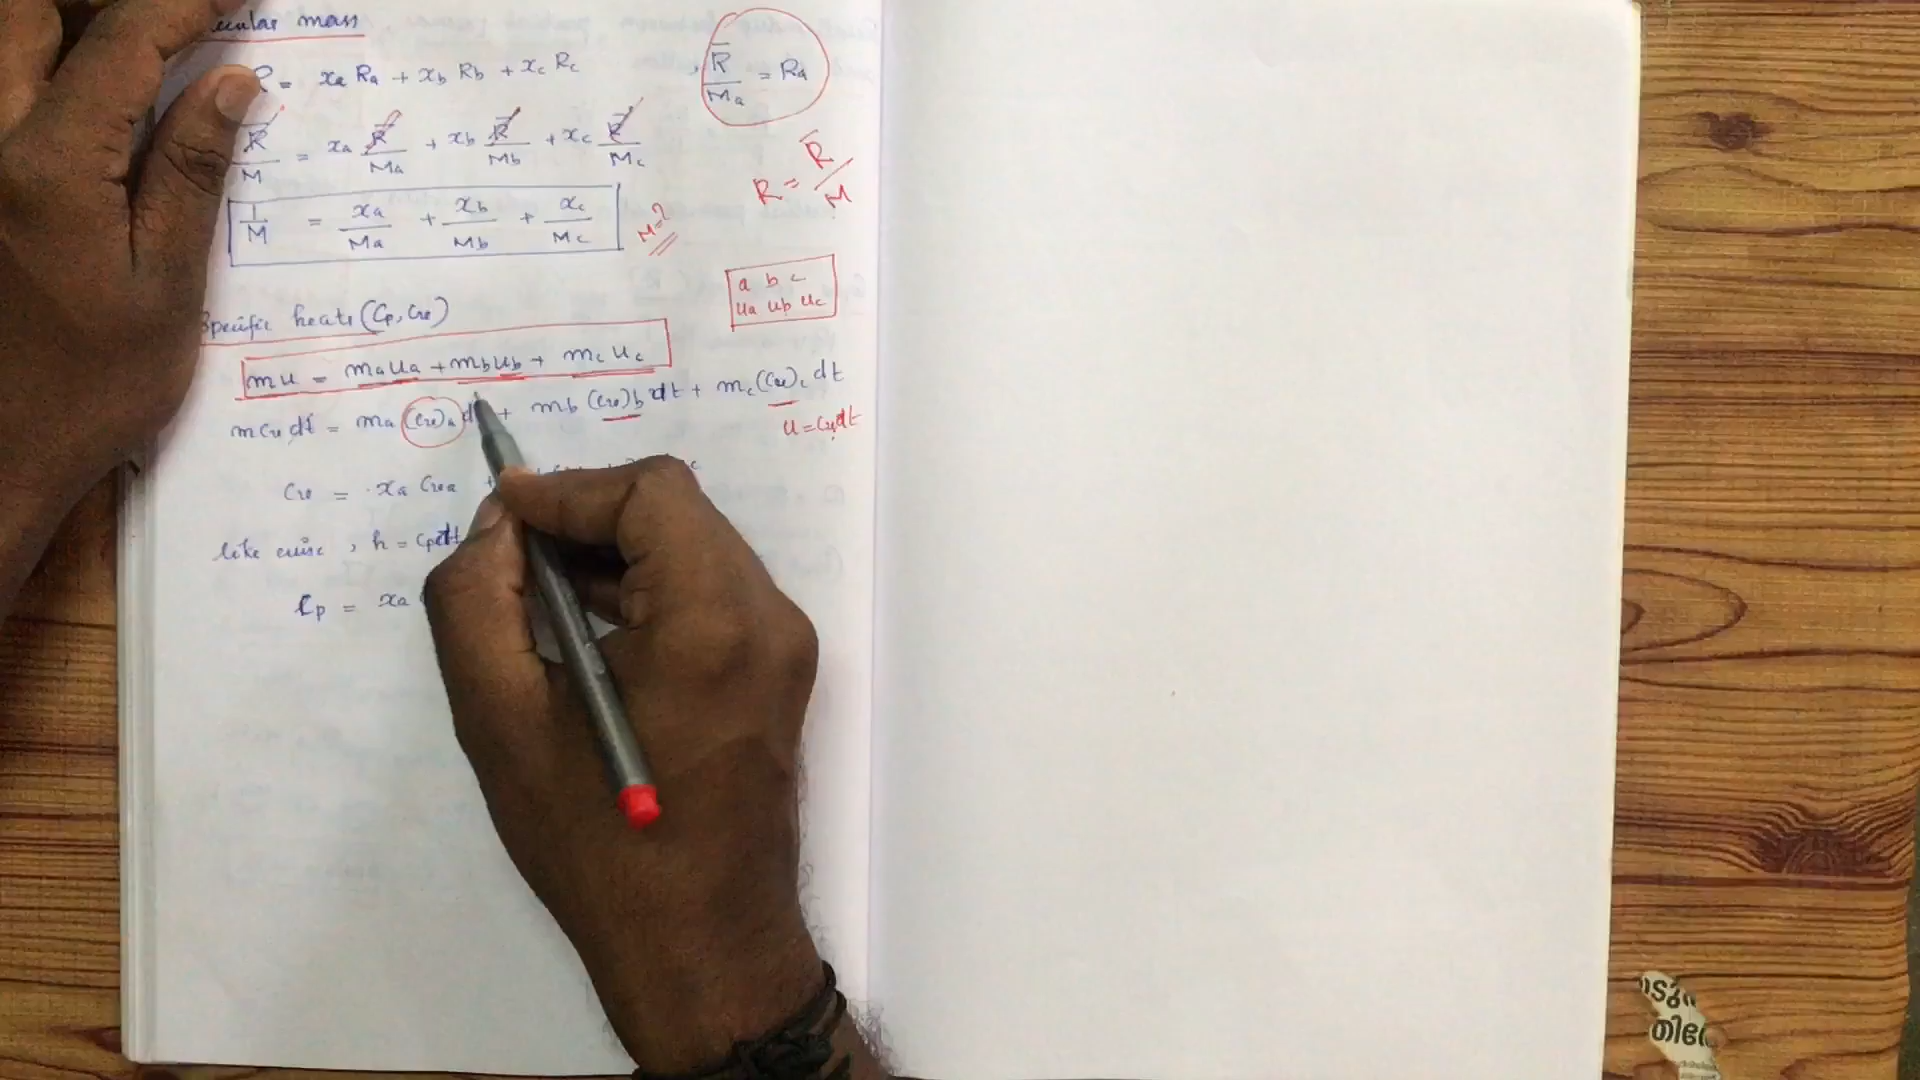 cular mass
R = xa Ra + xb Rb + xc Rc
R̅/M = xa R̅/Ma + xb R̅/Mb + xc R̅/Mc
1/M = xa/Ma + xb/Mb + xc/Mc
M=?
R̅/Ma = Ra
R = R̅/M
a b c
ua ub uc
Specific heats (Cp, Cv)
mu = ma ua + mb ub + mc uc
m cv dt = ma (cv)a d + mb (cv)b dt + mc (cv)c dt
u = cv dt
Cv = xa Cva +
like wise , h = Cp dt
Cp = xa